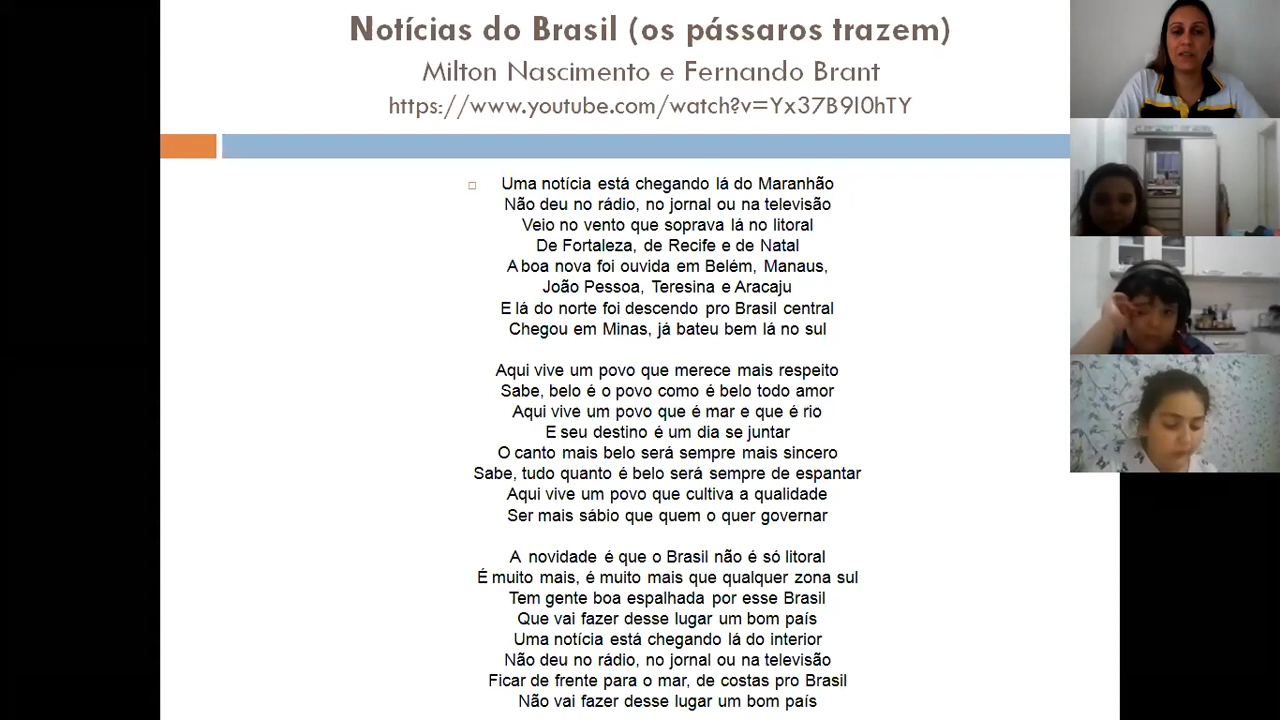 Notícias do Brasil (os pássaros trazem)
Milton Nascimento e Fernando Brant
https://www.youtube.com/watch?v=Yx37B9I0hTY
Uma notícia está chegando lá do Maranhão
Não deu no rádio, no jornal ou na televisão
Veio no vento que soprava lá no litoral
De Fortaleza, de Recife e de Natal
A boa nova foi ouvida em Belém, Manaus,
João Pessoa, Teresina e Aracaju
E lá do norte foi descendo pro Brasil central
Chegou em Minas, já bateu bem lá no sul
Aqui vive um povo que merece mais respeito
Sabe, belo é o povo como é belo todo amor
Aqui vive um povo que é mar e que é rio
E seu destino é um dia se juntar
O canto mais belo será sempre mais sincero
Sabe, tudo quanto é belo será sempre de espantar
Aqui vive um povo que cultiva a qualidade
Ser mais sábio que quem o quer governar
A novidade é que o Brasil não é só litoral
É muito mais, é muito mais que qualquer zona sul
Tem gente boa espalhada por esse Brasil
Que vai fazer desse lugar um bom país
Uma notícia está chegando lá do interior
Não deu no rádio, no jornal ou na televisão
Ficar de frente para o mar, de costas pro Brasil
Não vai fazer desse lugar um bom país